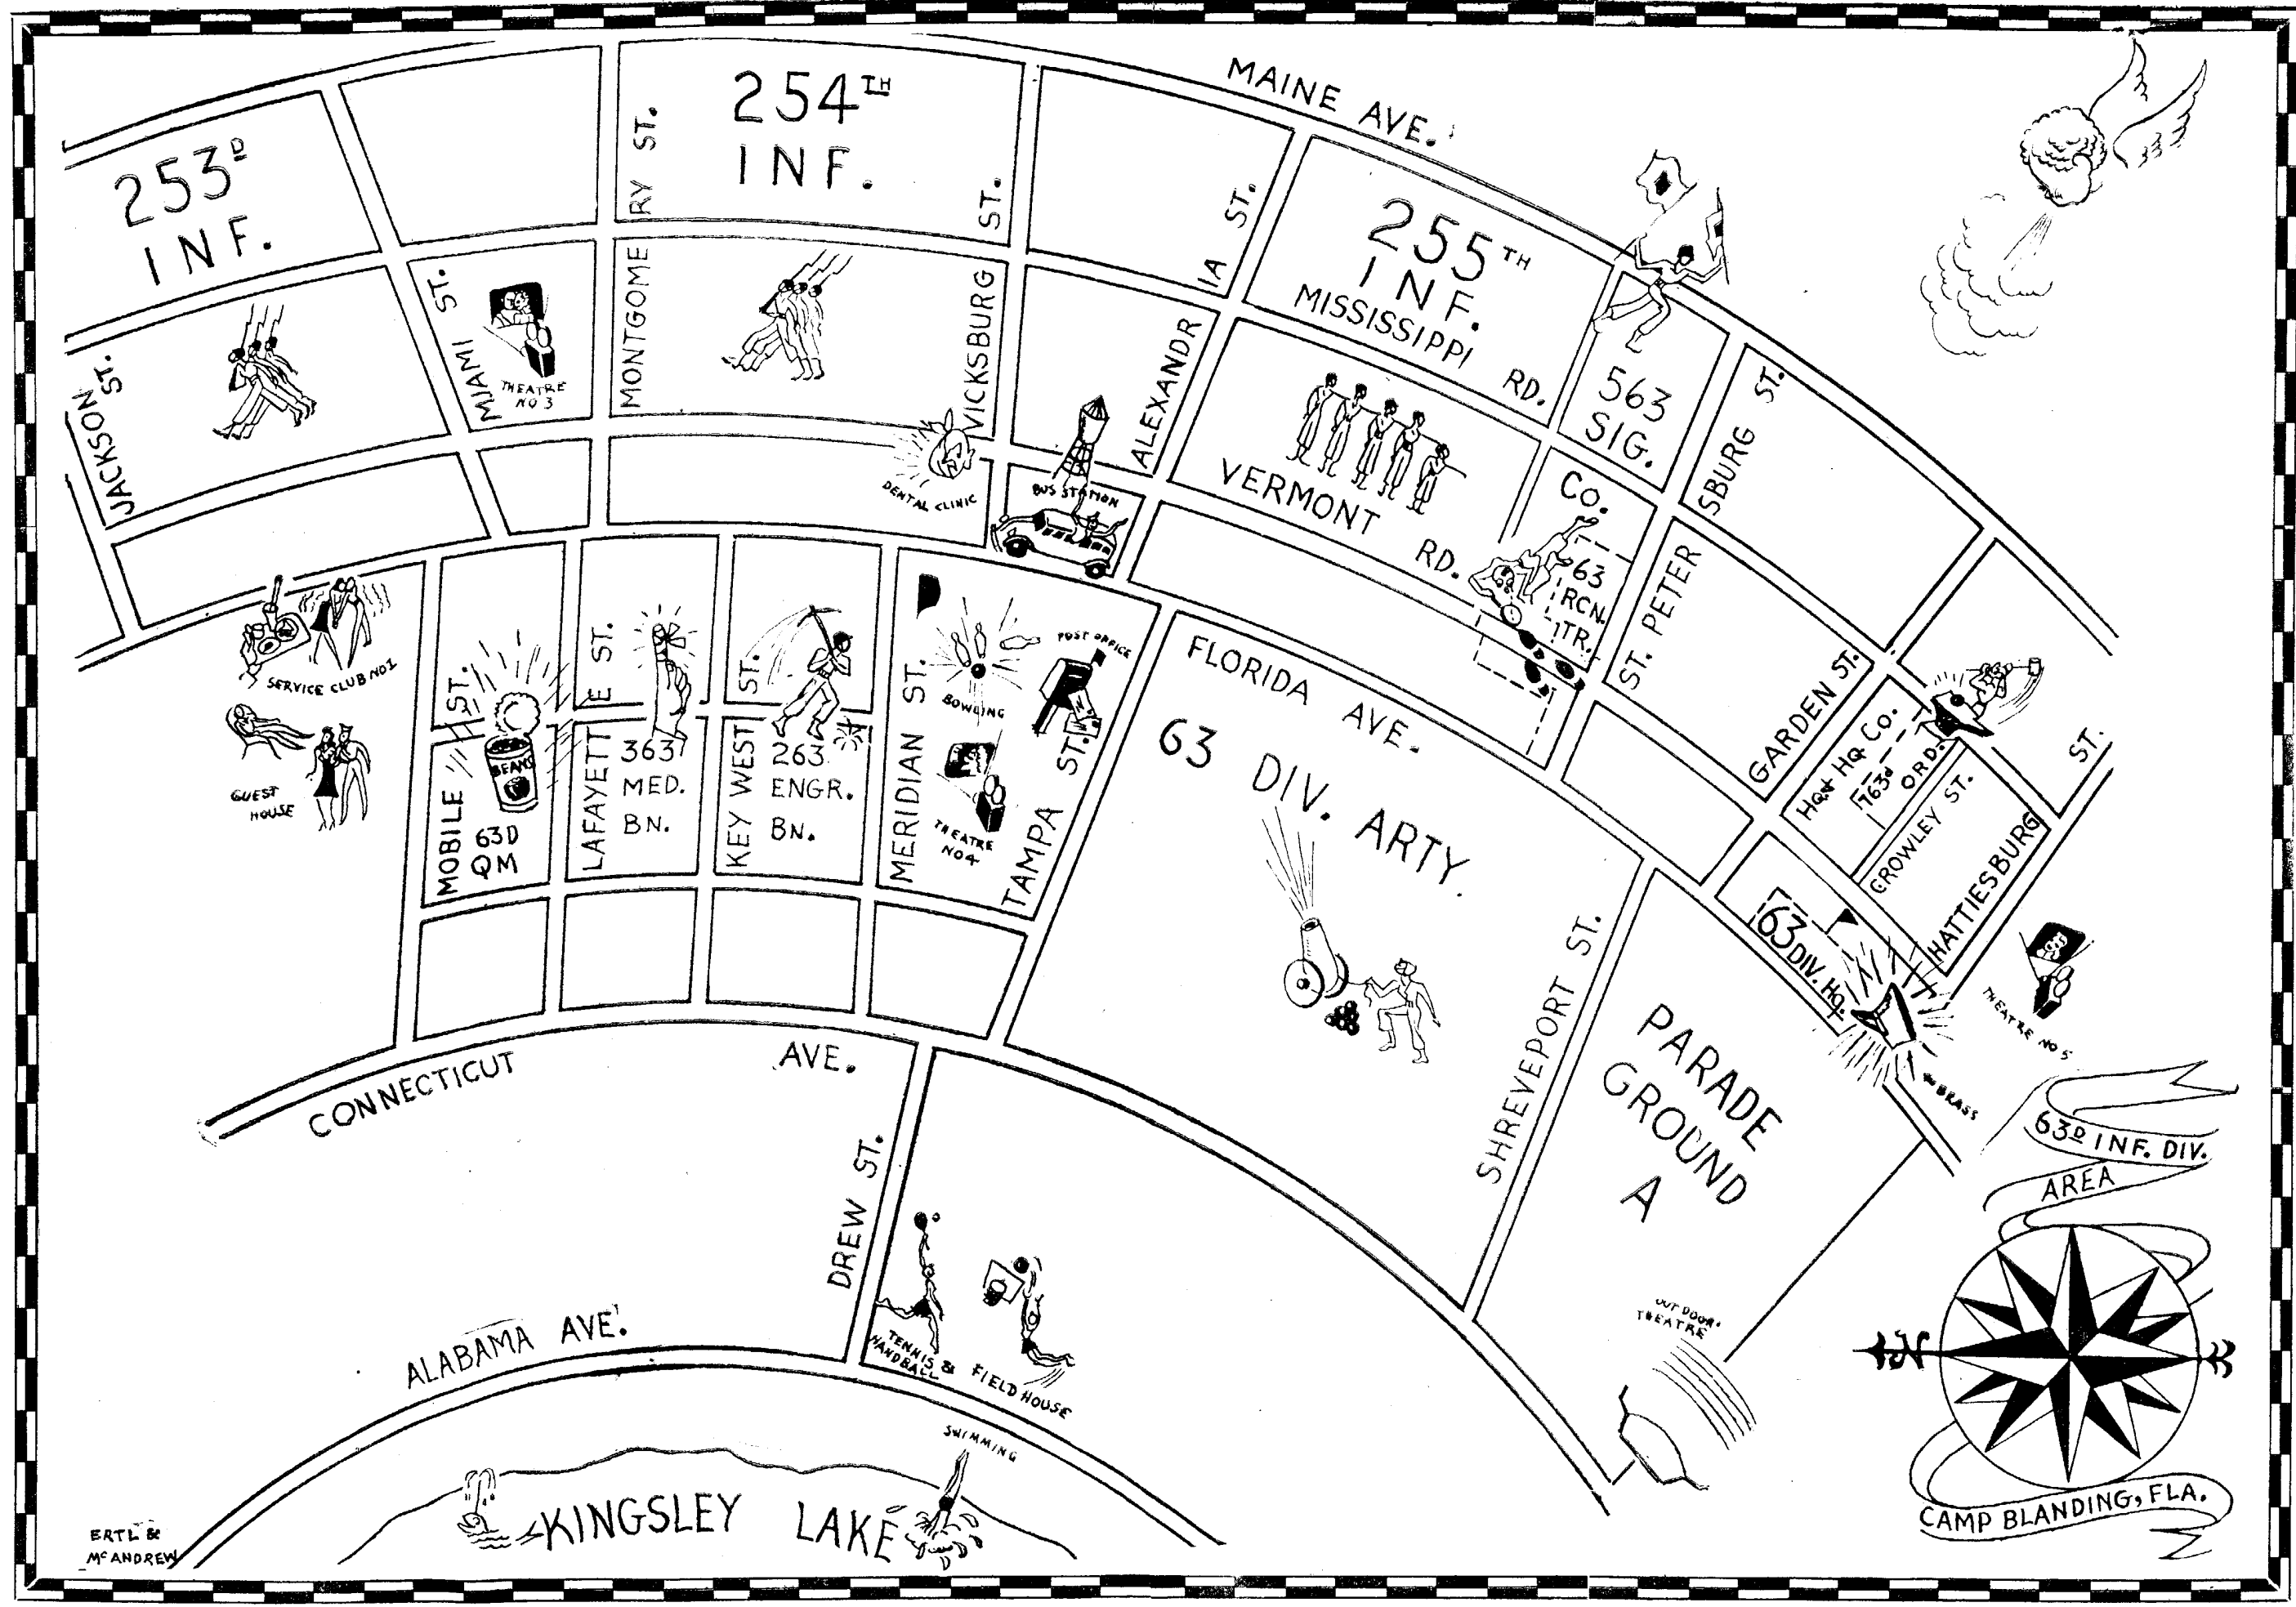 MAINE AVE.
253D
INF.
254TH
INF.
255TH
INF.
MISSISSIPPI RD.
563
SIG.
CO.
JACKSON ST.
MIAMI ST.
THEATRE
NO 3
MONTGOMERY ST.
VICKSBURG ST.
ALEXANDRIA ST.
DENTAL CLINIC
BUS STATION
VERMONT RD.
63
RCN.
TR.
ST. PETERSBURG ST.
GARDEN ST.
HQ & HQ CO.
763d ORD.
CROWLEY ST.
HATTIESBURG ST.
SERVICE CLUB NO 1
GUEST
HOUSE
MOBILE ST.
BEANS
63D
QM
LAFAYETTE ST.
363
MED.
BN.
KEY WEST ST.
263
ENGR.
BN.
MERIDIAN ST.
BOWLING
POST OFFICE
THEATRE
NO 4
TAMPA ST.
FLORIDA AVE.
63 DIV. ARTY.
SHREVEPORT ST.
PARADE
GROUND
A
63 DIV. HQ.
BRASS
THEATRE NO 5
CONNECTICUT AVE.
DREW ST.
TENNIS &
HANDBALL
FIELD HOUSE
OUTDOOR
THEATRE
ALABAMA AVE.
SWIMMING
KINGSLEY LAKE
63D INF. DIV.
AREA
N
CAMP BLANDING, FLA.
ERTL &
McANDREW